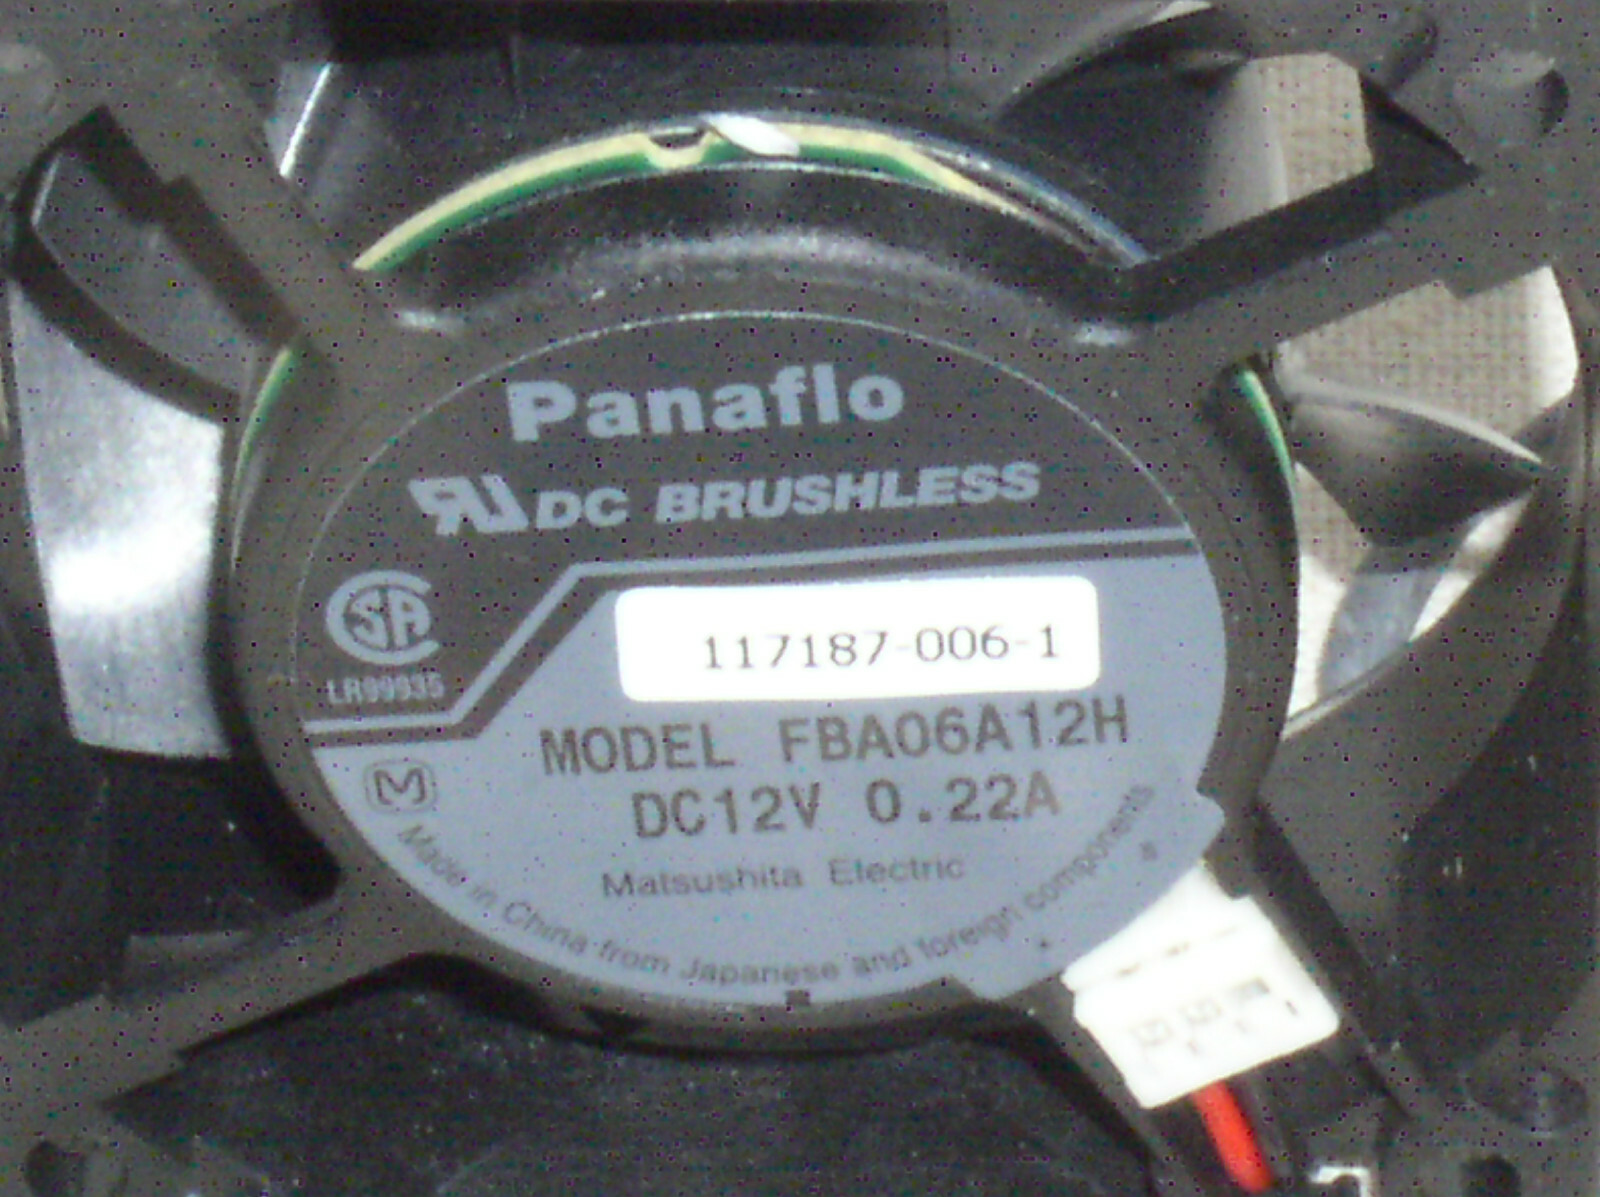 Panaflo
DC BRUSHLESS
117187-006-1
LR99935
MODEL FBA06A12H
DC12V 0.22A
Matsushita Electric
Made in China from Japanese and foreign components